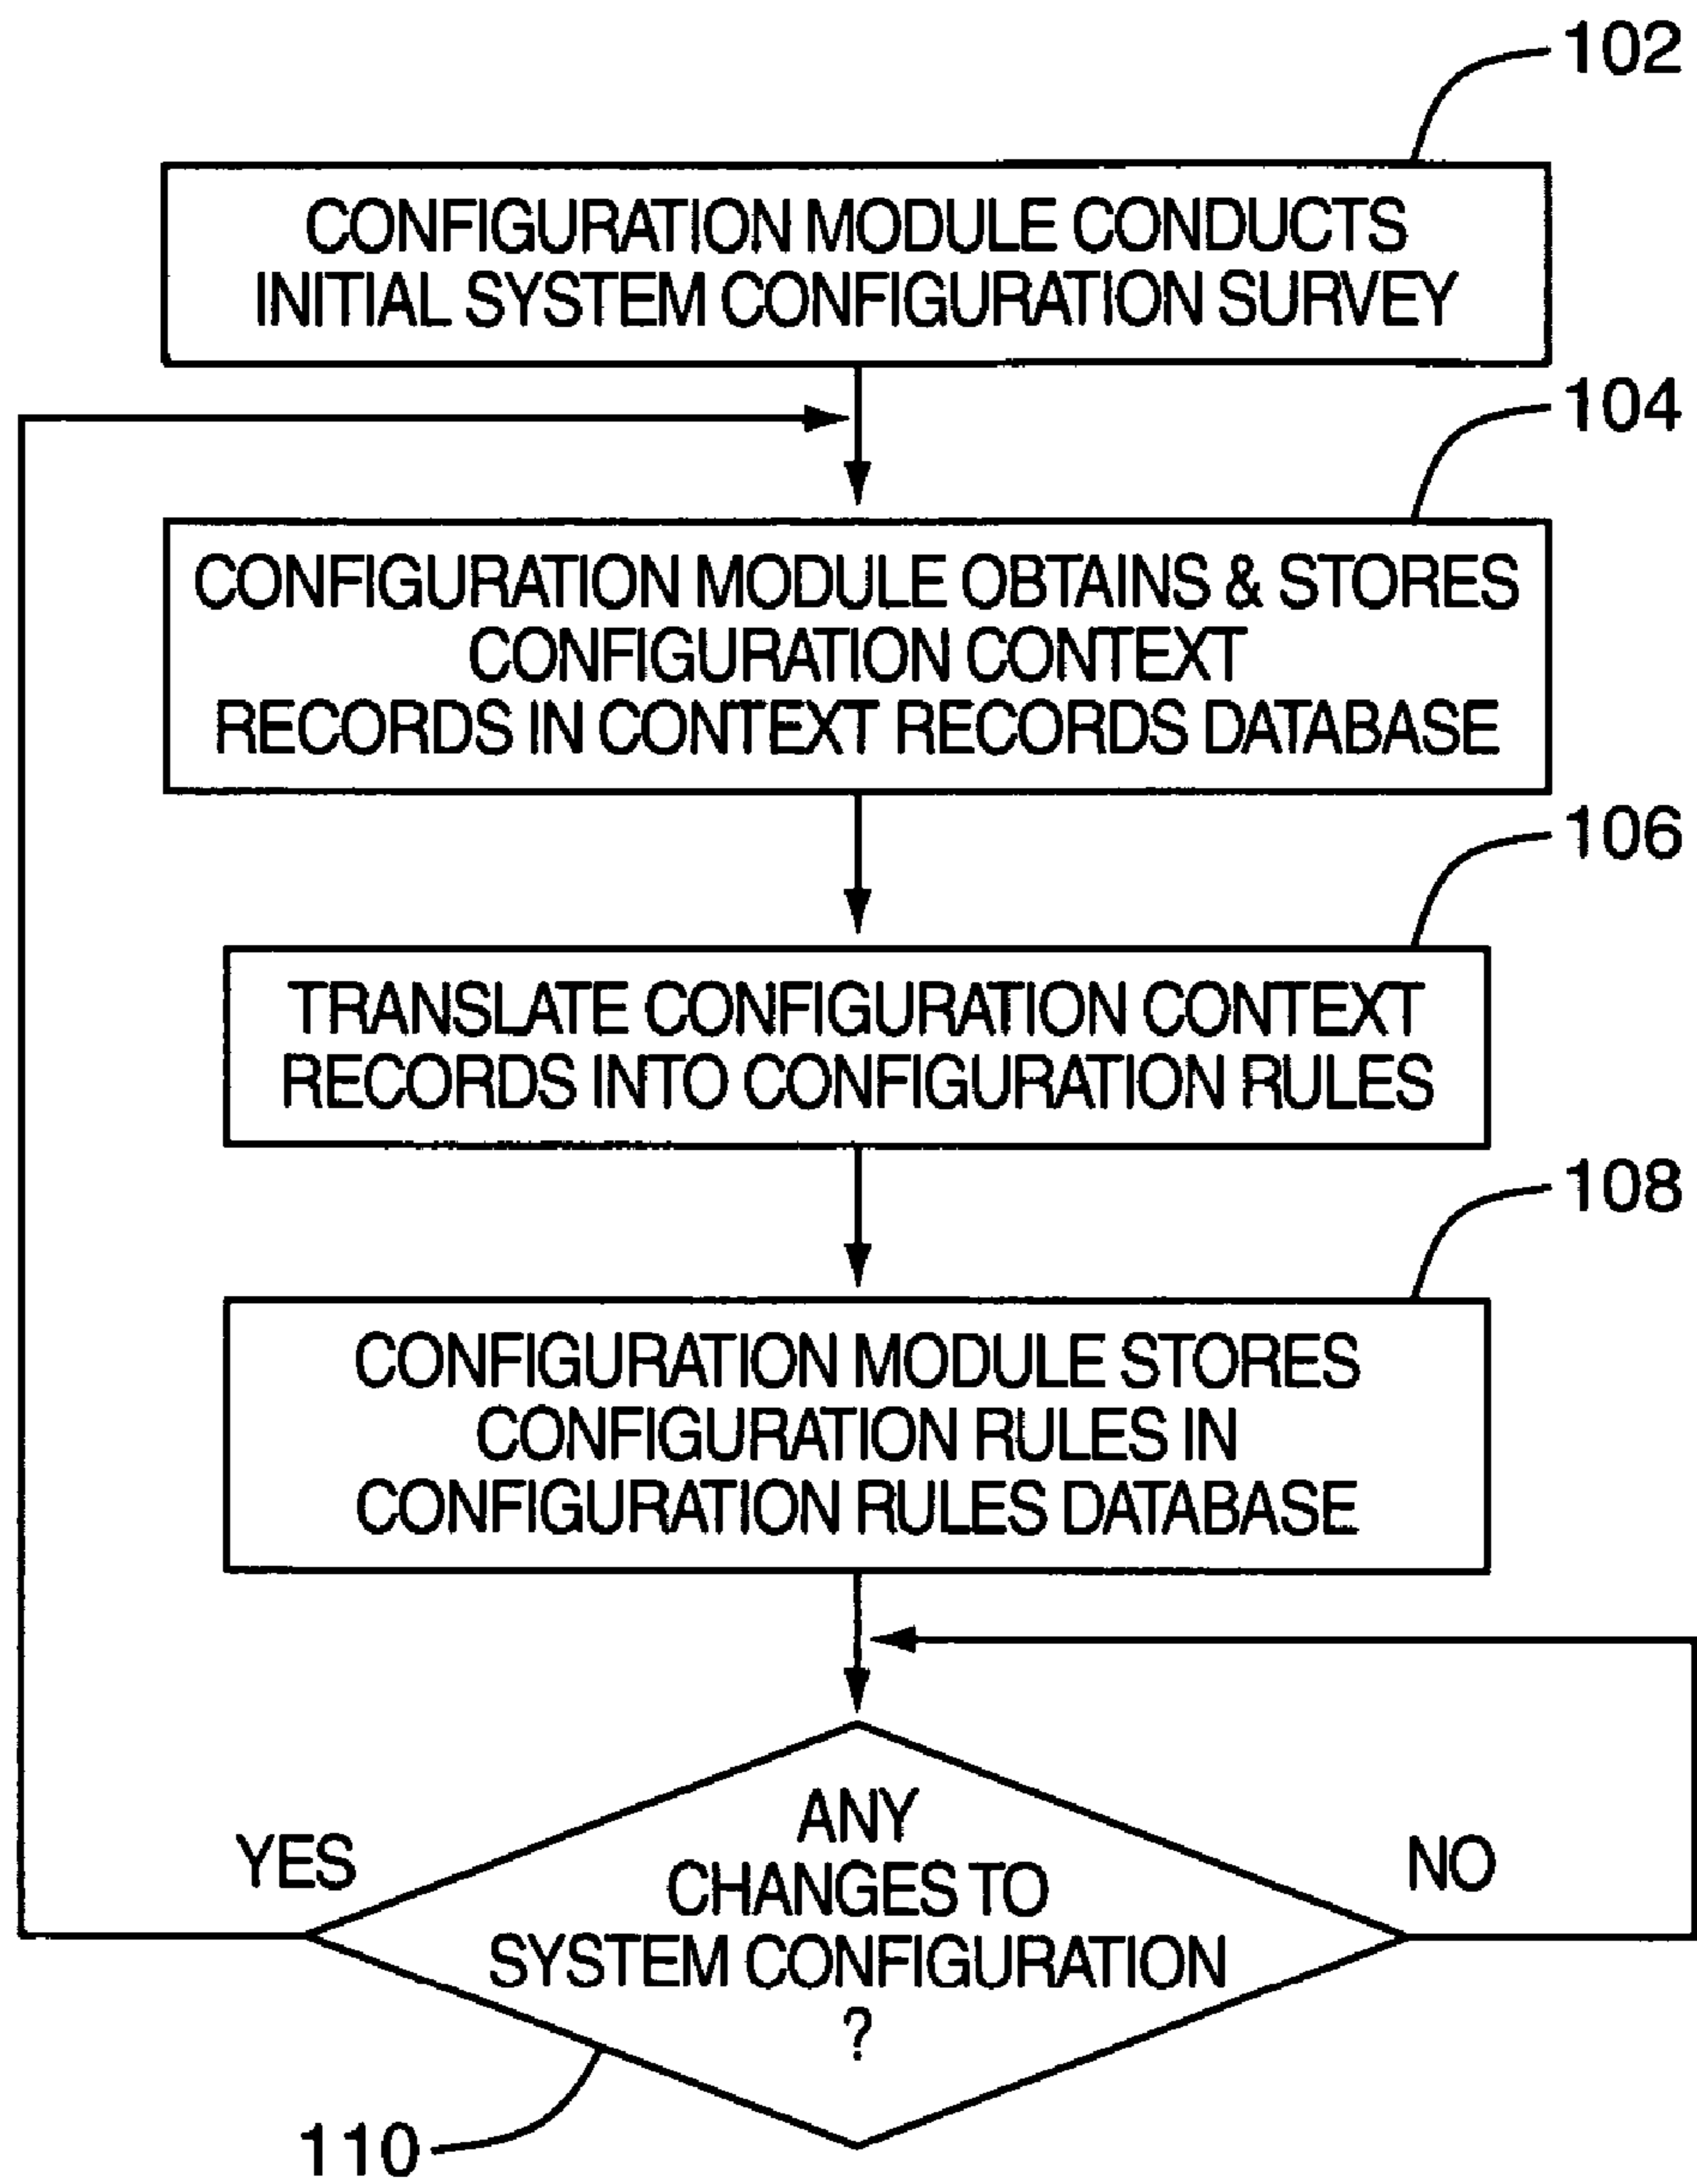 102
CONFIGURATION MODULE CONDUCTS
INITIAL SYSTEM CONFIGURATION SURVEY
104
CONFIGURATION MODULE OBTAINS & STORES
CONFIGURATION CONTEXT
RECORDS IN CONTEXT RECORDS DATABASE
106
TRANSLATE CONFIGURATION CONTEXT
RECORDS INTO CONFIGURATION RULES
108
CONFIGURATION MODULE STORES
CONFIGURATION RULES IN
CONFIGURATION RULES DATABASE
YES
ANY
CHANGES TO
SYSTEM CONFIGURATION
?
NO
110